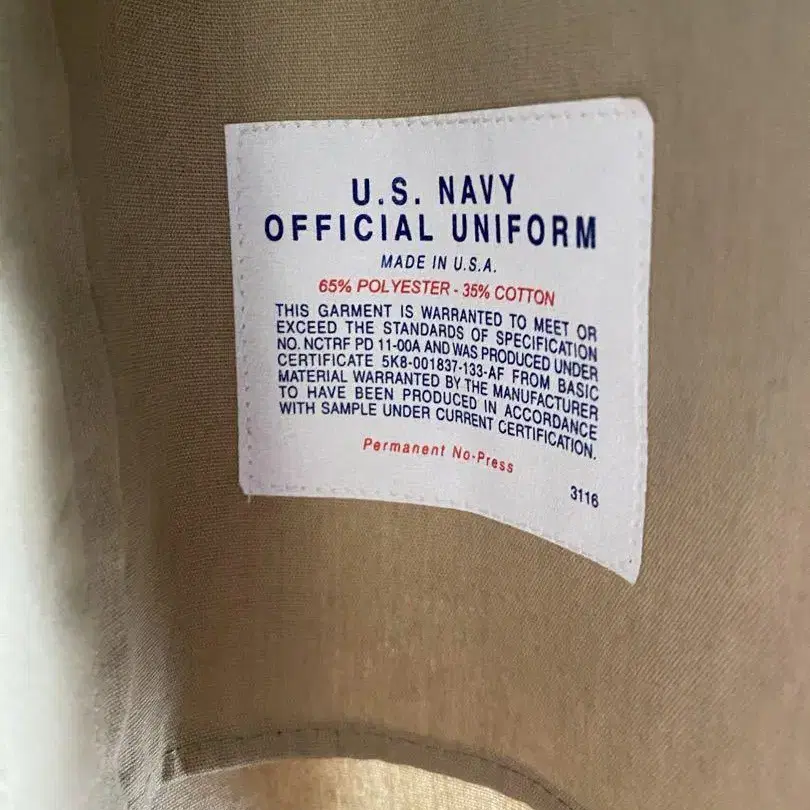 U.S. NAVY
OFFICIAL UNIFORM
MADE IN U.S.A.
65% POLYESTER - 35% COTTON
THIS GARMENT IS WARRANTED TO MEET OR
EXCEED THE STANDARDS OF SPECIFICATION
NO. NCTRF PD 11-00A AND WAS PRODUCED UNDER
CERTIFICATE 5K8-001837-133-AF FROM BASIC
MATERIAL WARRANTED BY THE MANUFACTURER
TO HAVE BEEN PRODUCED IN ACCORDANCE
WITH SAMPLE UNDER CURRENT CERTIFICATION.
Permanent No-Press
3116